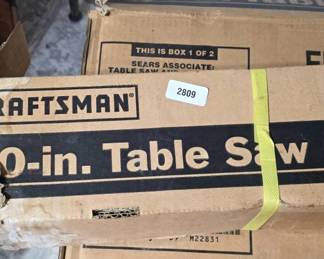 THIS IS BOX 1 OF 2
SEARS ASSOCIATE:
TABLE SAW AND
RAFTSMAN®
2809
0-in. Table Saw
M22831